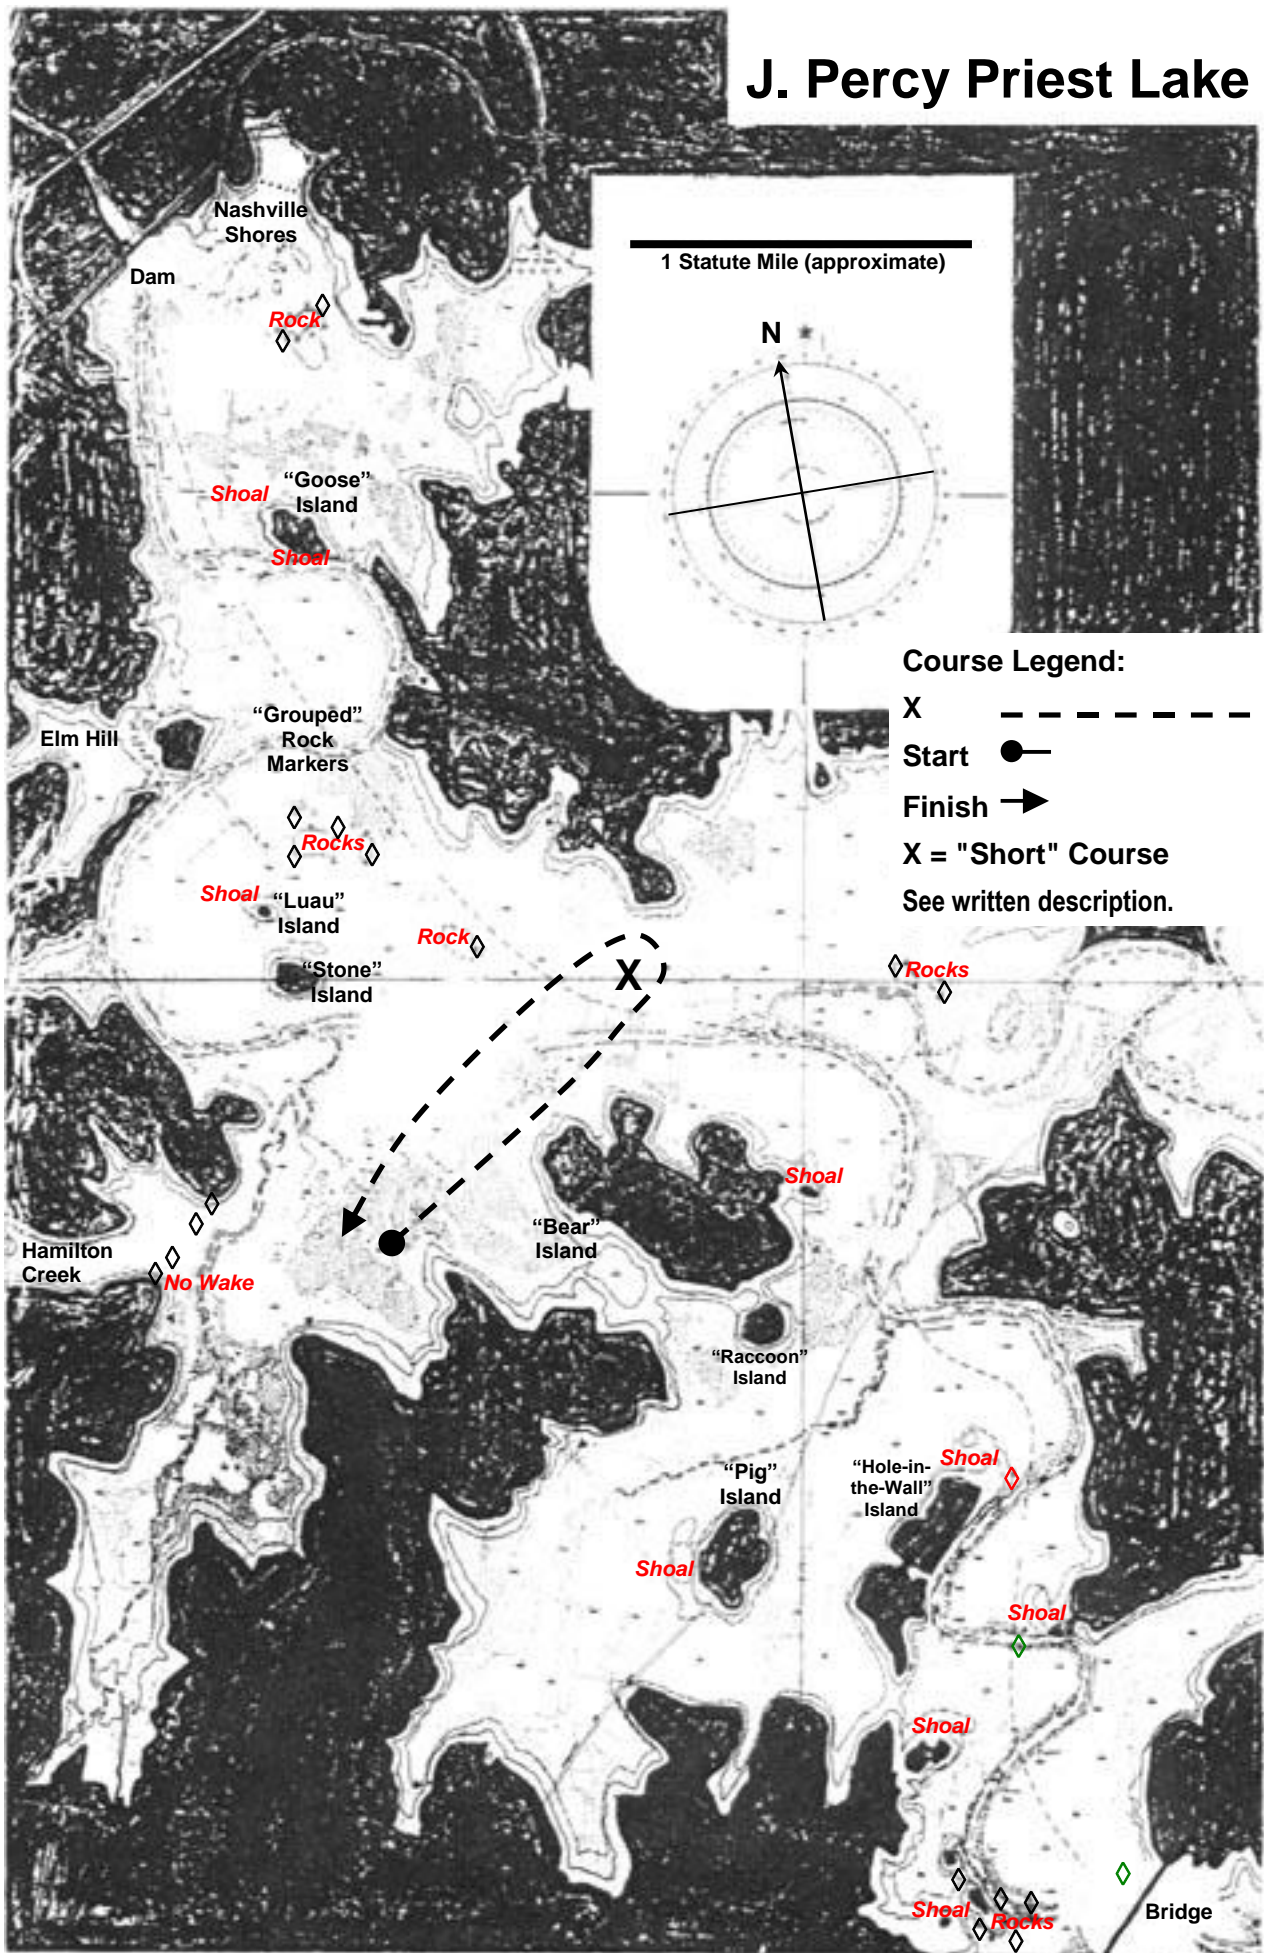 J. Percy Priest Lake
Nashville
Shores
1 Statute Mile (approximate)
Dam
Rock
N
"Goose"
Island
Shoal
Shoal
Course Legend:
X
Start
Finish
X = "Short" Course
See written description.
"Grouped"
Rock
Markers
Elm Hill
Rocks
Shoal
"Luau"
Island
Rock
"Stone"
Island
X
Rocks
Shoal
"Bear"
Island
Hamilton
Creek
No Wake
"Raccoon"
Island
"Pig"
Island
"Hole-in-
the-Wall"
Island
Shoal
Shoal
Shoal
Shoal
Shoal
Rocks
Bridge